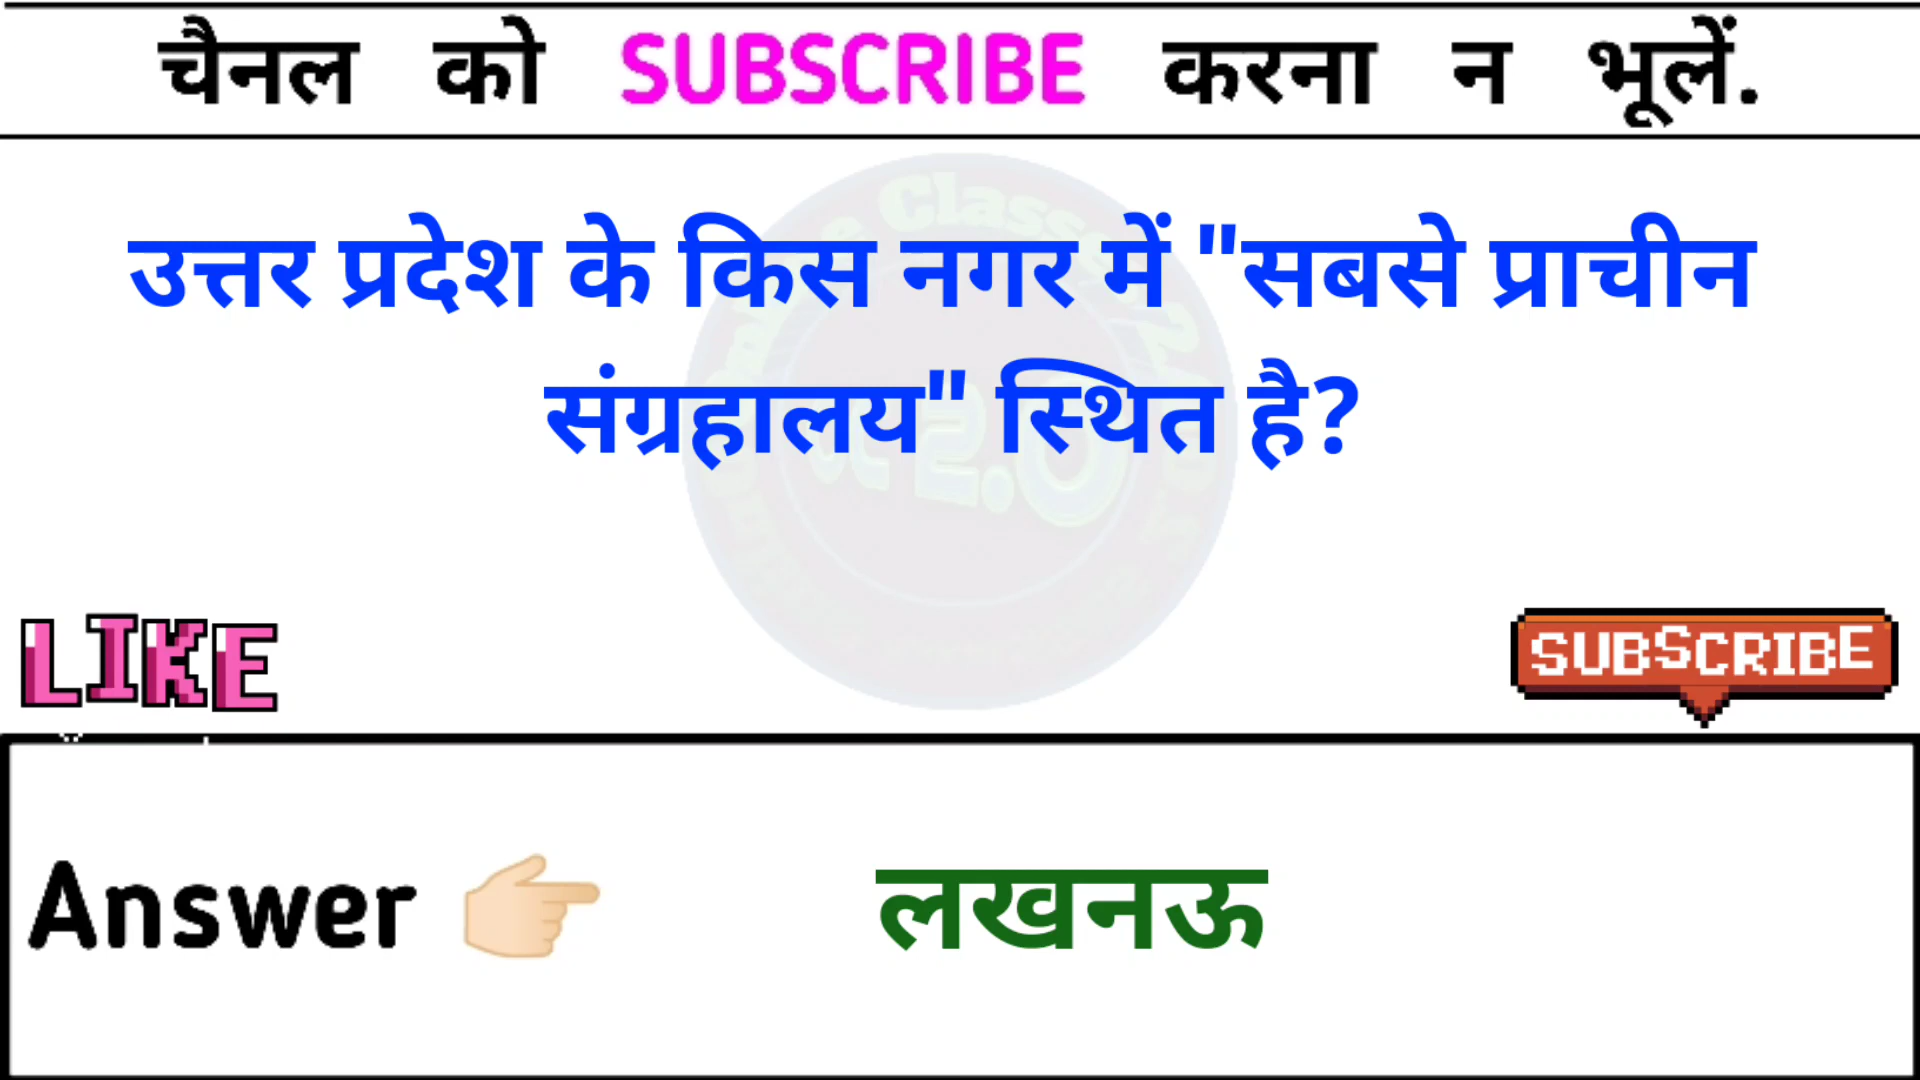 चैनल को SUBSCRIBE करना न भूलें.
उत्तर प्रदेश के किस नगर में "सबसे प्राचीन
संग्रहालय" स्थित है?
LIKE
SUBSCRIBE
Answer लखनऊ